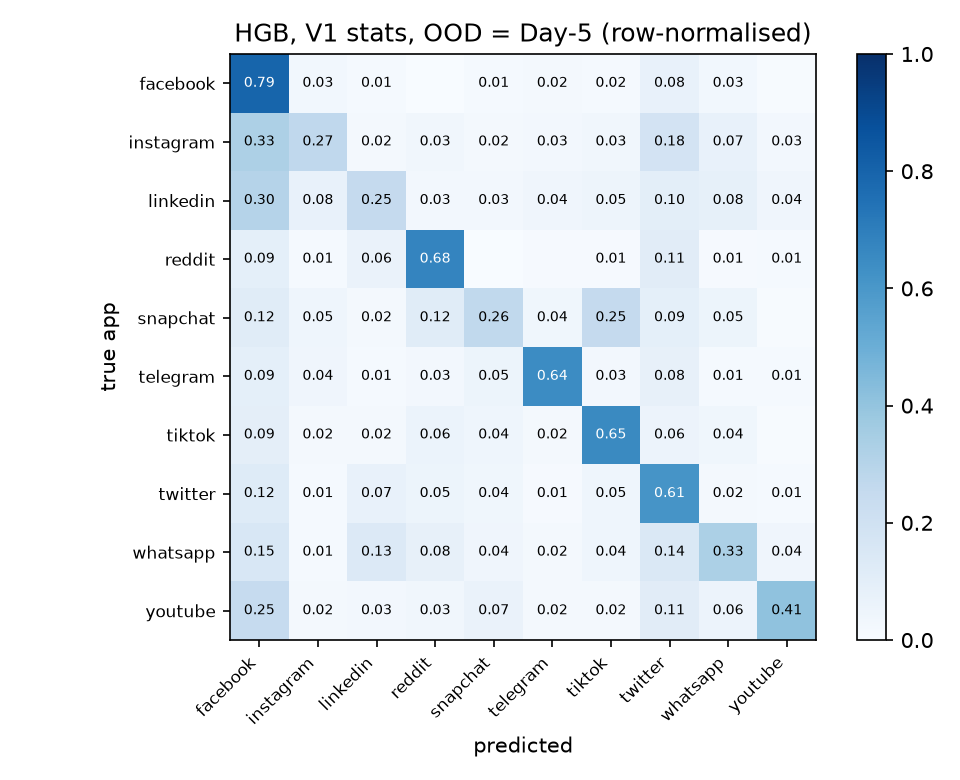 HGB, V1 stats, OOD = Day-5 (row-normalised)
facebook 0.79 0.03 0.01 0.01 0.02 0.02 0.08 0.03
instagram 0.33 0.27 0.02 0.03 0.02 0.03 0.03 0.18 0.07 0.03
linkedin 0.30 0.08 0.25 0.03 0.03 0.04 0.05 0.10 0.08 0.04
reddit 0.09 0.01 0.06 0.68 0.01 0.11 0.01 0.01
snapchat 0.12 0.05 0.02 0.12 0.26 0.04 0.25 0.09 0.05
telegram 0.09 0.04 0.01 0.03 0.05 0.64 0.03 0.08 0.01 0.01
tiktok 0.09 0.02 0.02 0.06 0.04 0.02 0.65 0.06 0.04
twitter 0.12 0.01 0.07 0.05 0.04 0.01 0.05 0.61 0.02 0.01
whatsapp 0.15 0.01 0.13 0.08 0.04 0.02 0.04 0.14 0.33 0.04
youtube 0.25 0.02 0.03 0.03 0.07 0.02 0.02 0.11 0.06 0.41
true app
facebook instagram linkedin reddit snapchat telegram tiktok twitter whatsapp youtube
predicted
1.0
0.8
0.6
0.4
0.2
0.0